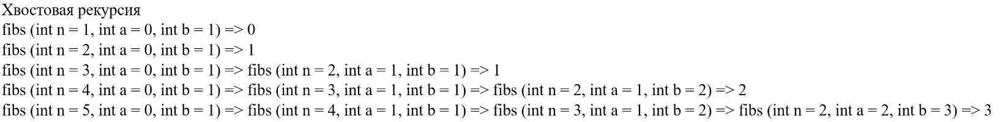 Хвостовая рекурсия
fibs (int n = 1, int a = 0, int b = 1) => 0
fibs (int n = 2, int a = 0, int b = 1) => 1
fibs (int n = 3, int a = 0, int b = 1) => fibs (int n = 2, int a = 1, int b = 1) => 1
fibs (int n = 4, int a = 0, int b = 1) => fibs (int n = 3, int a = 1, int b = 1) => fibs (int n = 2, int a = 1, int b = 2) => 2
fibs (int n = 5, int a = 0, int b = 1) => fibs (int n = 4, int a = 1, int b = 1) => fibs (int n = 3, int a = 1, int b = 2) => fibs (int n = 2, int a = 2, int b = 3) => 3